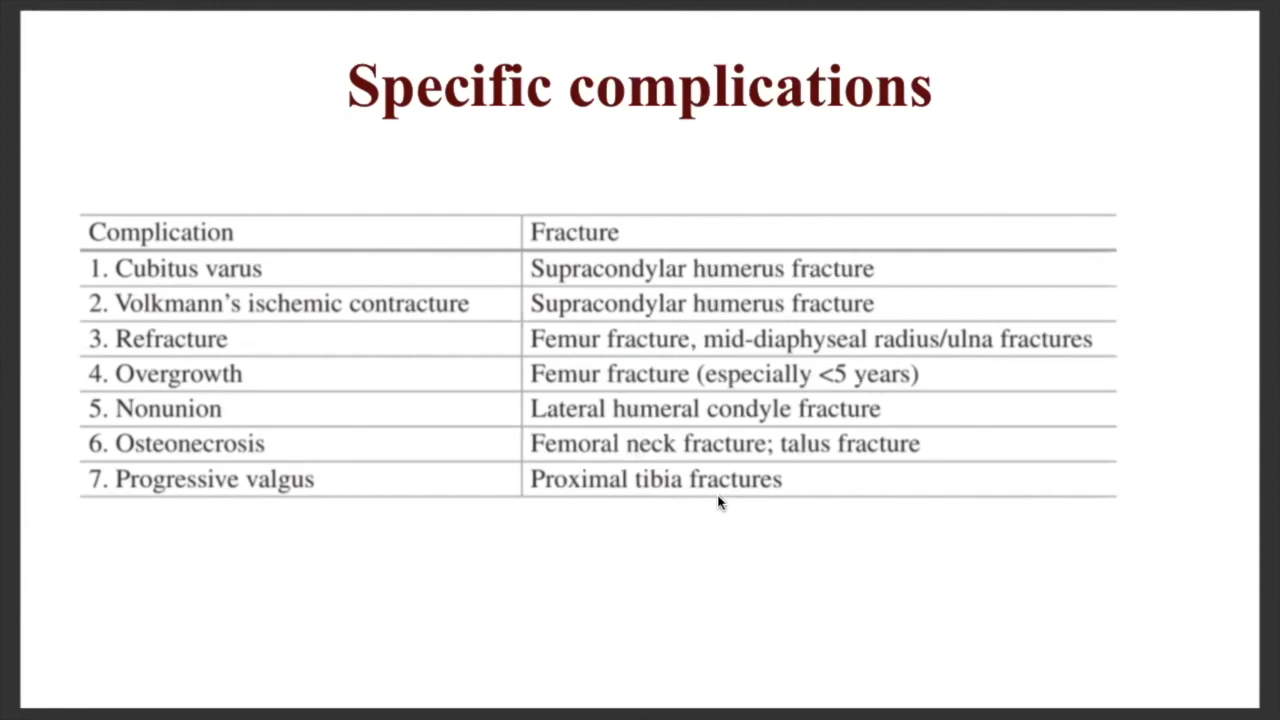 Specific complications
Complication Fracture
1. Cubitus varus Supracondylar humerus fracture
2. Volkmann’s ischemic contracture Supracondylar humerus fracture
3. Refracture Femur fracture, mid-diaphyseal radius/ulna fractures
4. Overgrowth Femur fracture (especially <5 years)
5. Nonunion Lateral humeral condyle fracture
6. Osteonecrosis Femoral neck fracture; talus fracture
7. Progressive valgus Proximal tibia fractures